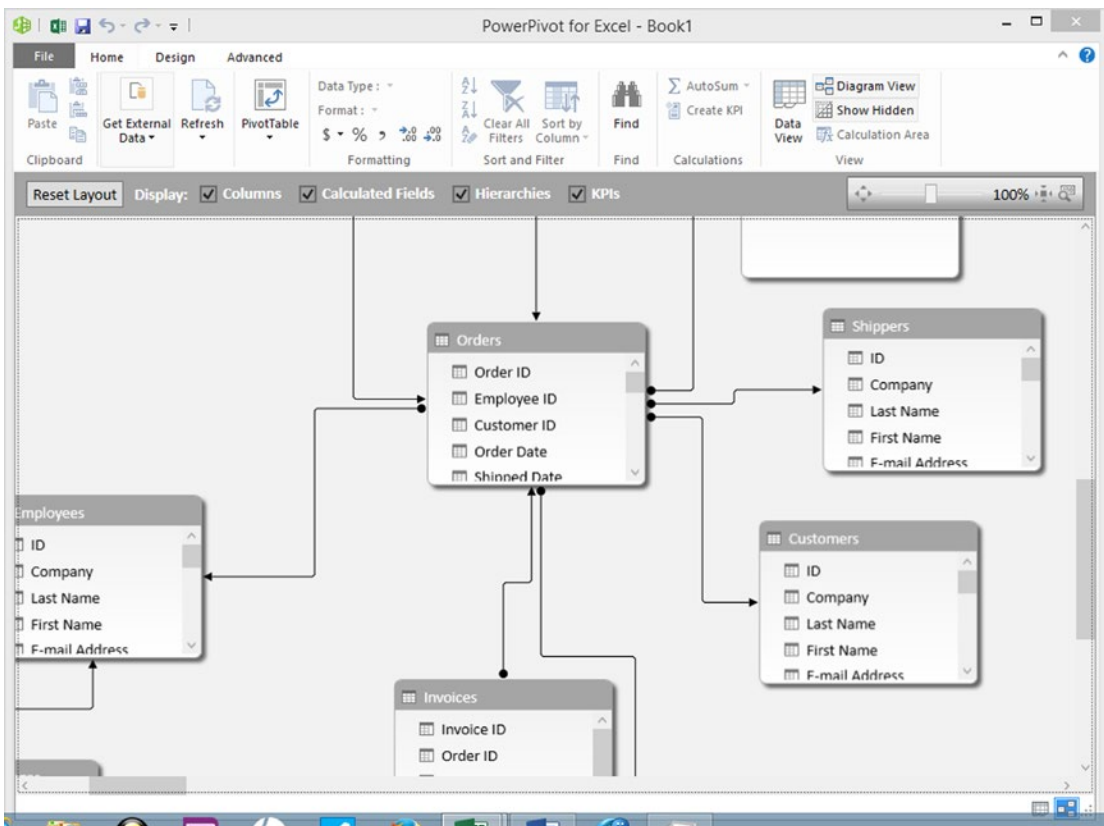 PowerPivot for Excel - Book1
File Home Design Advanced
Paste
Get External Data
Refresh
PivotTable
Data Type :
Format :
$ %
Clear All Filters
Sort by Column
Find
AutoSum
Create KPI
Data View
Diagram View
Show Hidden
Calculation Area
Clipboard
Formatting
Sort and Filter
Find
Calculations
View
Reset Layout Display: Columns Calculated Fields Hierarchies KPIs 100%
Orders
Order ID
Employee ID
Customer ID
Order Date
Shipped Date
Shippers
ID
Company
Last Name
First Name
E-mail Address
Employees
ID
Company
Last Name
First Name
E-mail Address
Customers
ID
Company
Last Name
First Name
E-mail Address
Invoices
Invoice ID
Order ID